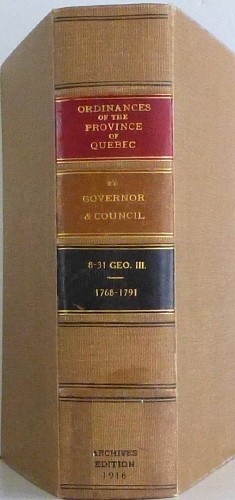 ORDINANCES
OF THE
PROVINCE
OF
QUEBEC
BY
GOVERNOR
& COUNCIL
8-31 GEO. III.
1768-1791
ARCHIVES
EDITION
1916